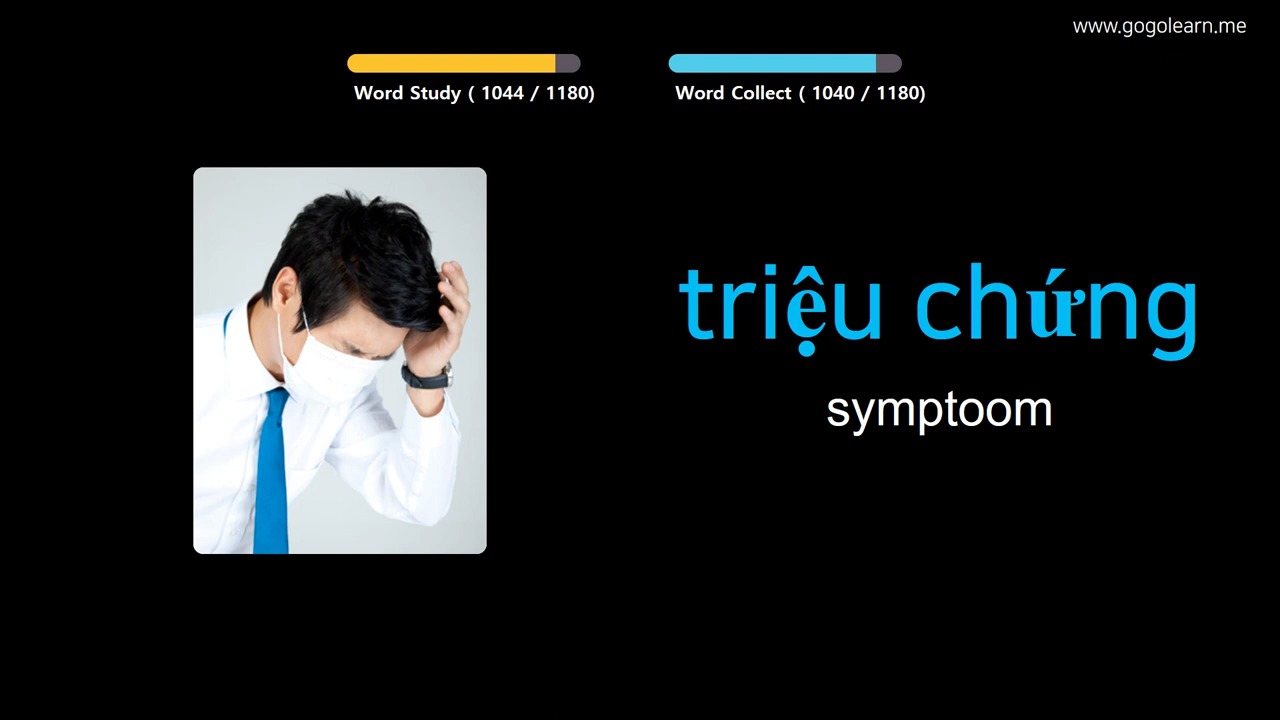 www.gogolearn.me
Word Study ( 1044 / 1180)
Word Collect ( 1040 / 1180)
triệu chứng
symptoom